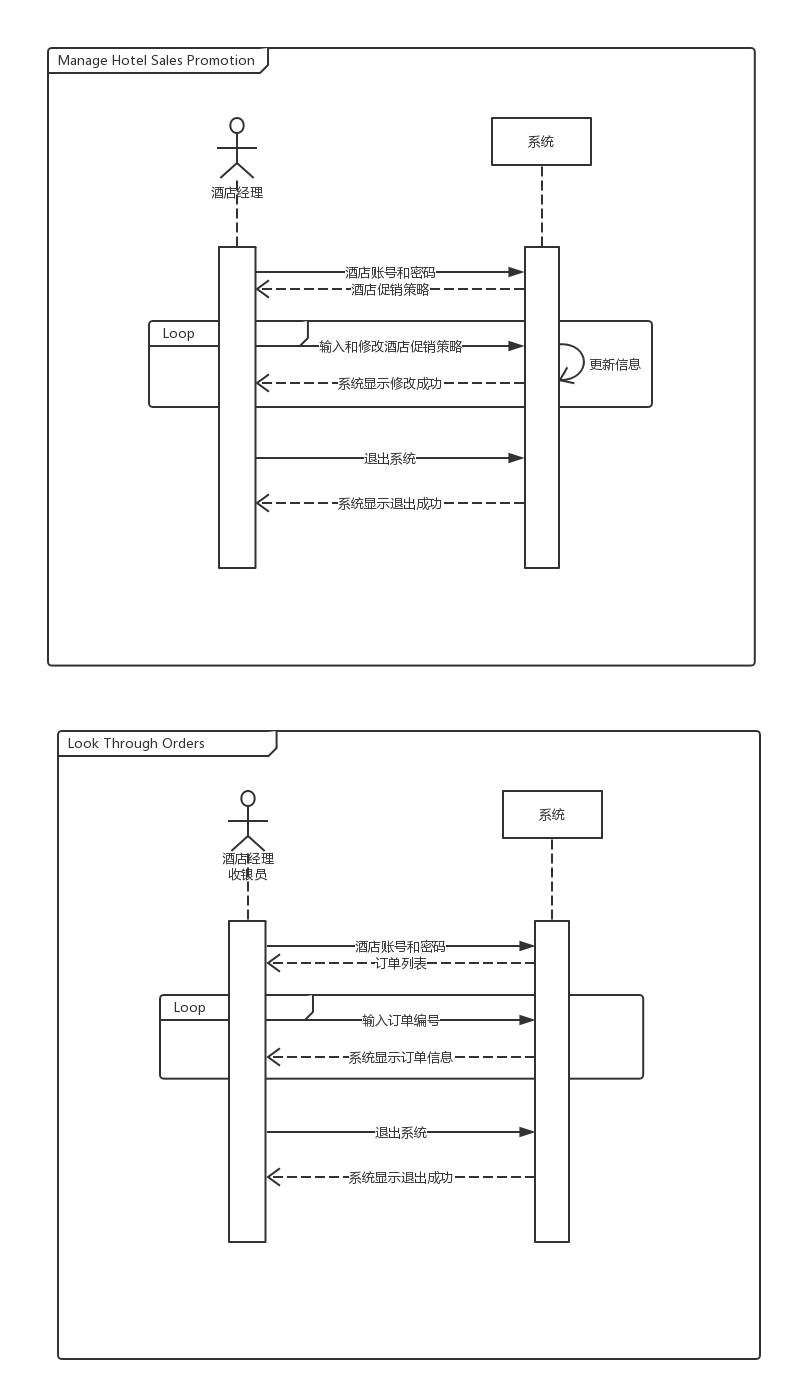 Manage Hotel Sales Promotion
酒店经理
系统
酒店账号和密码
酒店促销策略
Loop
输入和修改酒店促销策略
更新信息
系统显示修改成功
退出系统
系统显示退出成功
Look Through Orders
系统
酒店经理
收银员
酒店账号和密码
订单列表
Loop
输入订单编号
系统显示订单信息
退出系统
系统显示退出成功